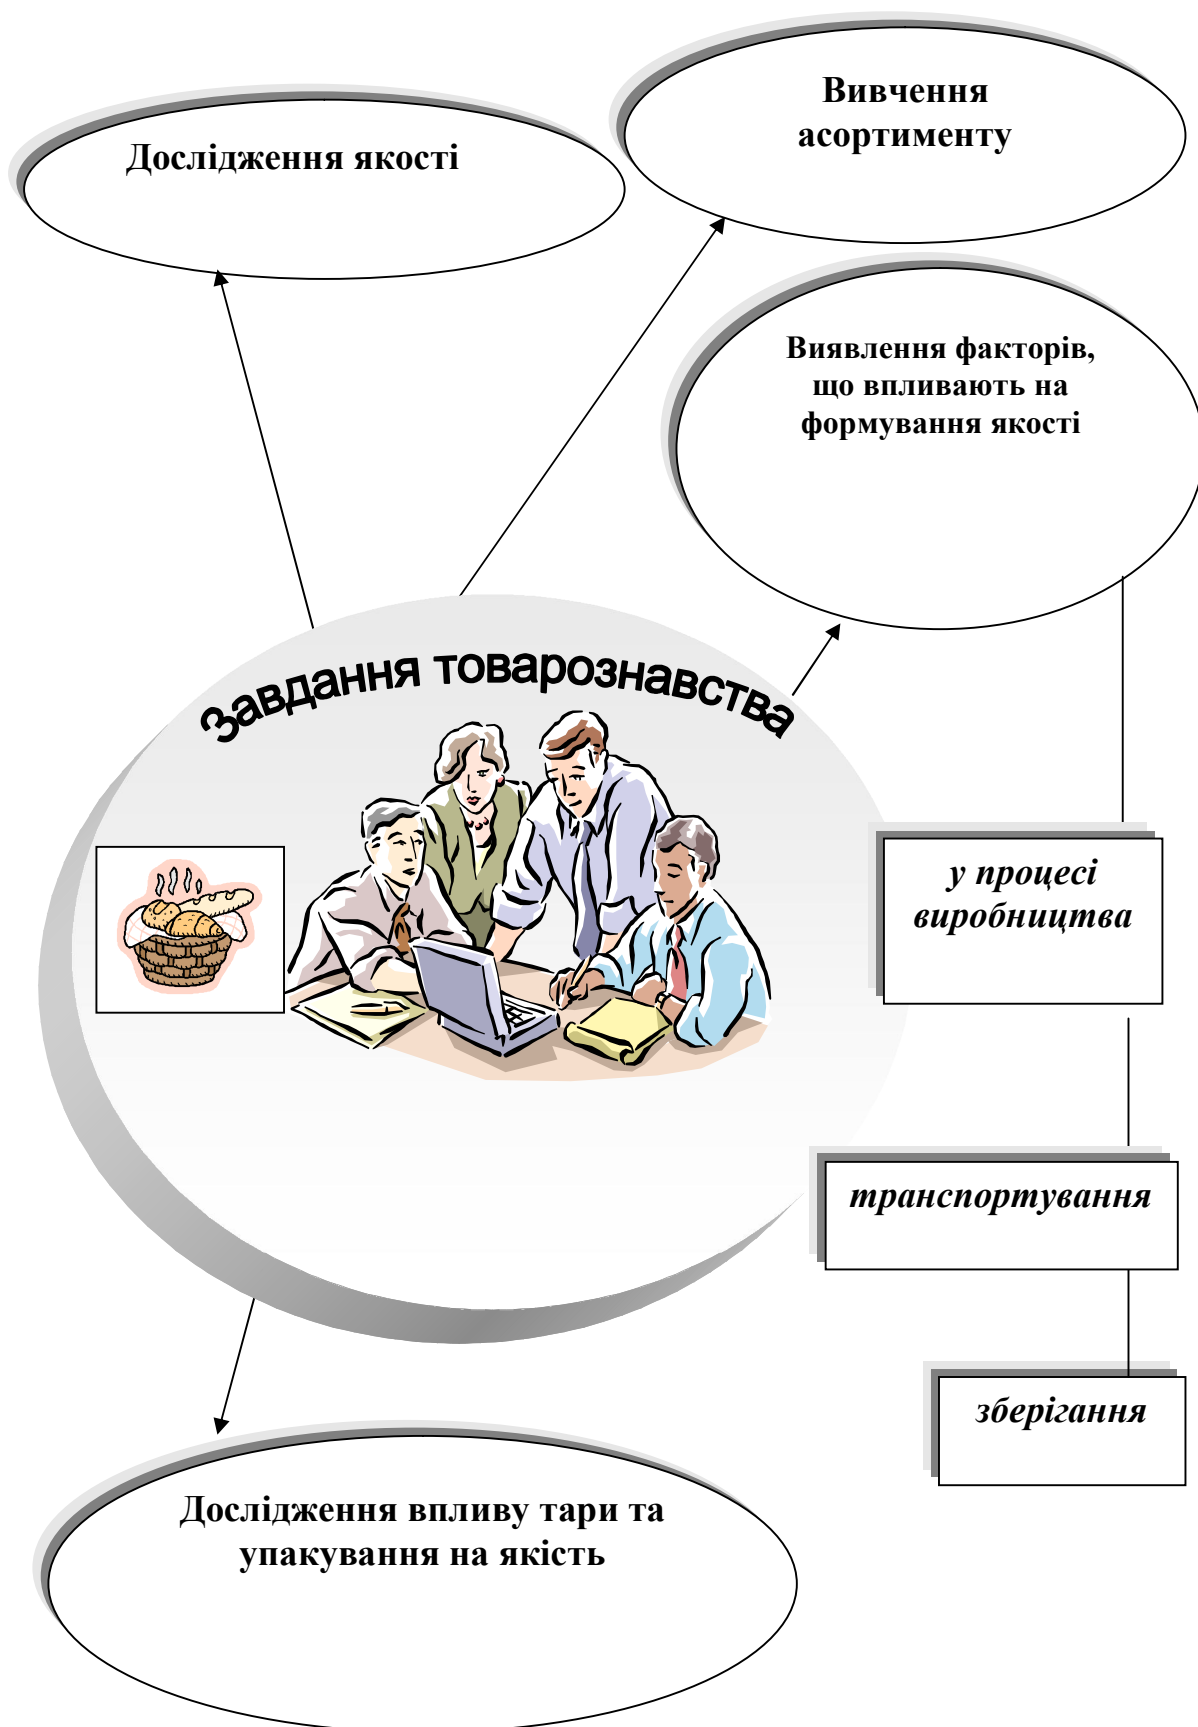 Вивчення
асортименту
Дослідження якості
Виявлення факторів,
що впливають на
формування якості
Завдання товарознавства
у процесі
виробництва
транспортування
зберігання
Дослідження впливу тари та
упакування на якість